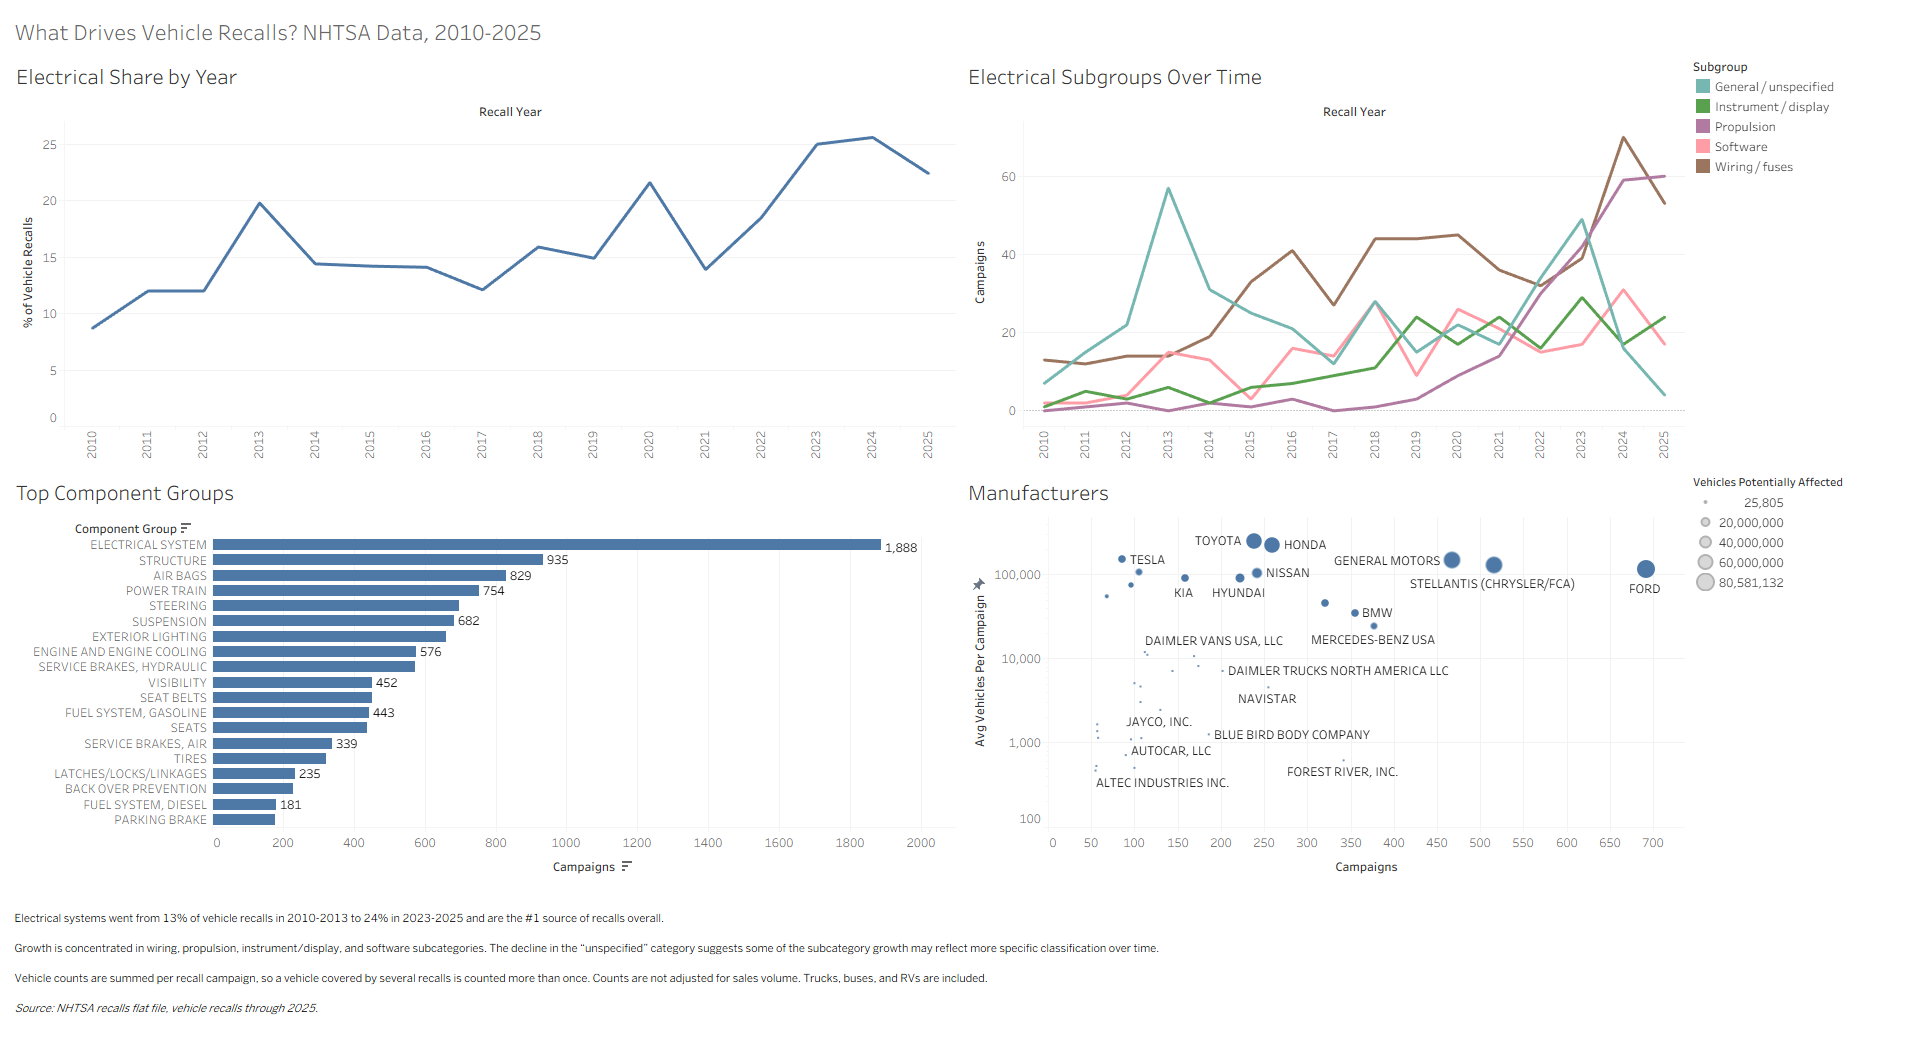 What Drives Vehicle Recalls? NHTSA Data, 2010-2025
Electrical Share by Year
Recall Year
% of Vehicle Recalls
25
20
15
10
5
0
2010
2011
2012
2013
2014
2015
2016
2017
2018
2019
2020
2021
2022
2023
2024
2025
Electrical Subgroups Over Time
Recall Year
Campaigns
60
40
20
0
2010
2011
2012
2013
2014
2015
2016
2017
2018
2019
2020
2021
2022
2023
2024
2025
Subgroup
General / unspecified
Instrument / display
Propulsion
Software
Wiring / fuses
Top Component Groups
Component Group
ELECTRICAL SYSTEM 1,888
STRUCTURE 935
AIR BAGS 829
POWER TRAIN 754
STEERING
SUSPENSION 682
EXTERIOR LIGHTING
ENGINE AND ENGINE COOLING 576
SERVICE BRAKES, HYDRAULIC
VISIBILITY 452
SEAT BELTS
FUEL SYSTEM, GASOLINE 443
SEATS
SERVICE BRAKES, AIR 339
TIRES
LATCHES/LOCKS/LINKAGES 235
BACK OVER PREVENTION
FUEL SYSTEM, DIESEL 181
PARKING BRAKE
0 200 400 600 800 1000 1200 1400 1600 1800 2000
Campaigns
Manufacturers
Avg Vehicles Per Campaign
100,000
10,000
1,000
100
TOYOTA
HONDA
TESLA
GENERAL MOTORS
NISSAN
STELLANTIS (CHRYSLER/FCA)
FORD
KIA
HYUNDAI
BMW
MERCEDES-BENZ USA
DAIMLER VANS USA, LLC
DAIMLER TRUCKS NORTH AMERICA LLC
NAVISTAR
JAYCO, INC.
BLUE BIRD BODY COMPANY
AUTOCAR, LLC
FOREST RIVER, INC.
ALTEC INDUSTRIES INC.
0 50 100 150 200 250 300 350 400 450 500 550 600 650 700
Campaigns
Vehicles Potentially Affected
25,805
20,000,000
40,000,000
60,000,000
80,581,132
Electrical systems went from 13% of vehicle recalls in 2010-2013 to 24% in 2023-2025 and are the #1 source of recalls overall.
Growth is concentrated in wiring, propulsion, instrument/display, and software subcategories. The decline in the “unspecified” category suggests some of the subcategory growth may reflect more specific classification over time.
Vehicle counts are summed per recall campaign, so a vehicle covered by several recalls is counted more than once. Counts are not adjusted for sales volume. Trucks, buses, and RVs are included.
Source: NHTSA recalls flat file, vehicle recalls through 2025.